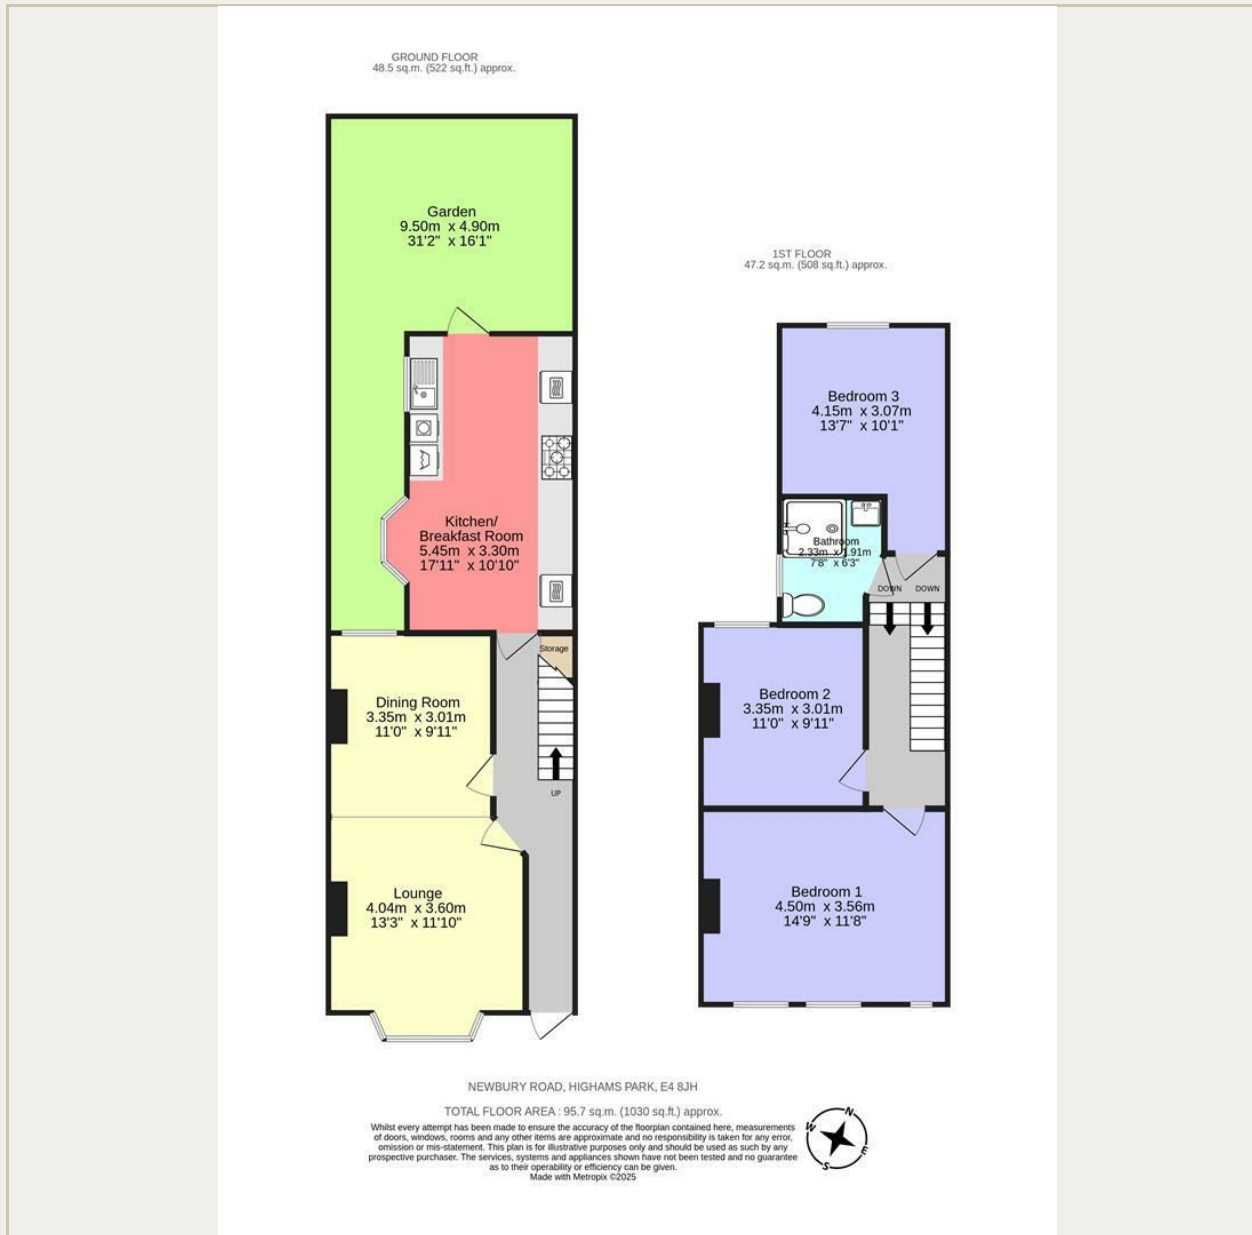 GROUND FLOOR
48.5 sq.m. (522 sq.ft.) approx.
Garden
9.50m x 4.90m
31'2" x 16'1"
Kitchen/
Breakfast Room
5.45m x 3.30m
17'11" x 10'10"
Storage
Dining Room
3.35m x 3.01m
11'0" x 9'11"
UP
Lounge
4.04m x 3.60m
13'3" x 11'10"
1ST FLOOR
47.2 sq.m. (508 sq.ft.) approx.
Bedroom 3
4.15m x 3.07m
13'7" x 10'1"
Bathroom
2.33m x 1.91m
7'8" x 6'3"
DOWN DOWN
Bedroom 2
3.35m x 3.01m
11'0" x 9'11"
Bedroom 1
4.50m x 3.56m
14'9" x 11'8"
NEWBURY ROAD, HIGHAMS PARK, E4 8JH
TOTAL FLOOR AREA : 95.7 sq.m. (1030 sq.ft.) approx.
Whilst every attempt has been made to ensure the accuracy of the floorplan contained here, measurements
of doors, windows, rooms and any other items are approximate and no responsibility is taken for any error,
omission or mis-statement. This plan is for illustrative purposes only and should be used as such by any
prospective purchaser. The services, systems and appliances shown have not been tested and no guarantee
as to their operability or efficiency can be given.
Made with Metropix ©2025
N
W
E
S